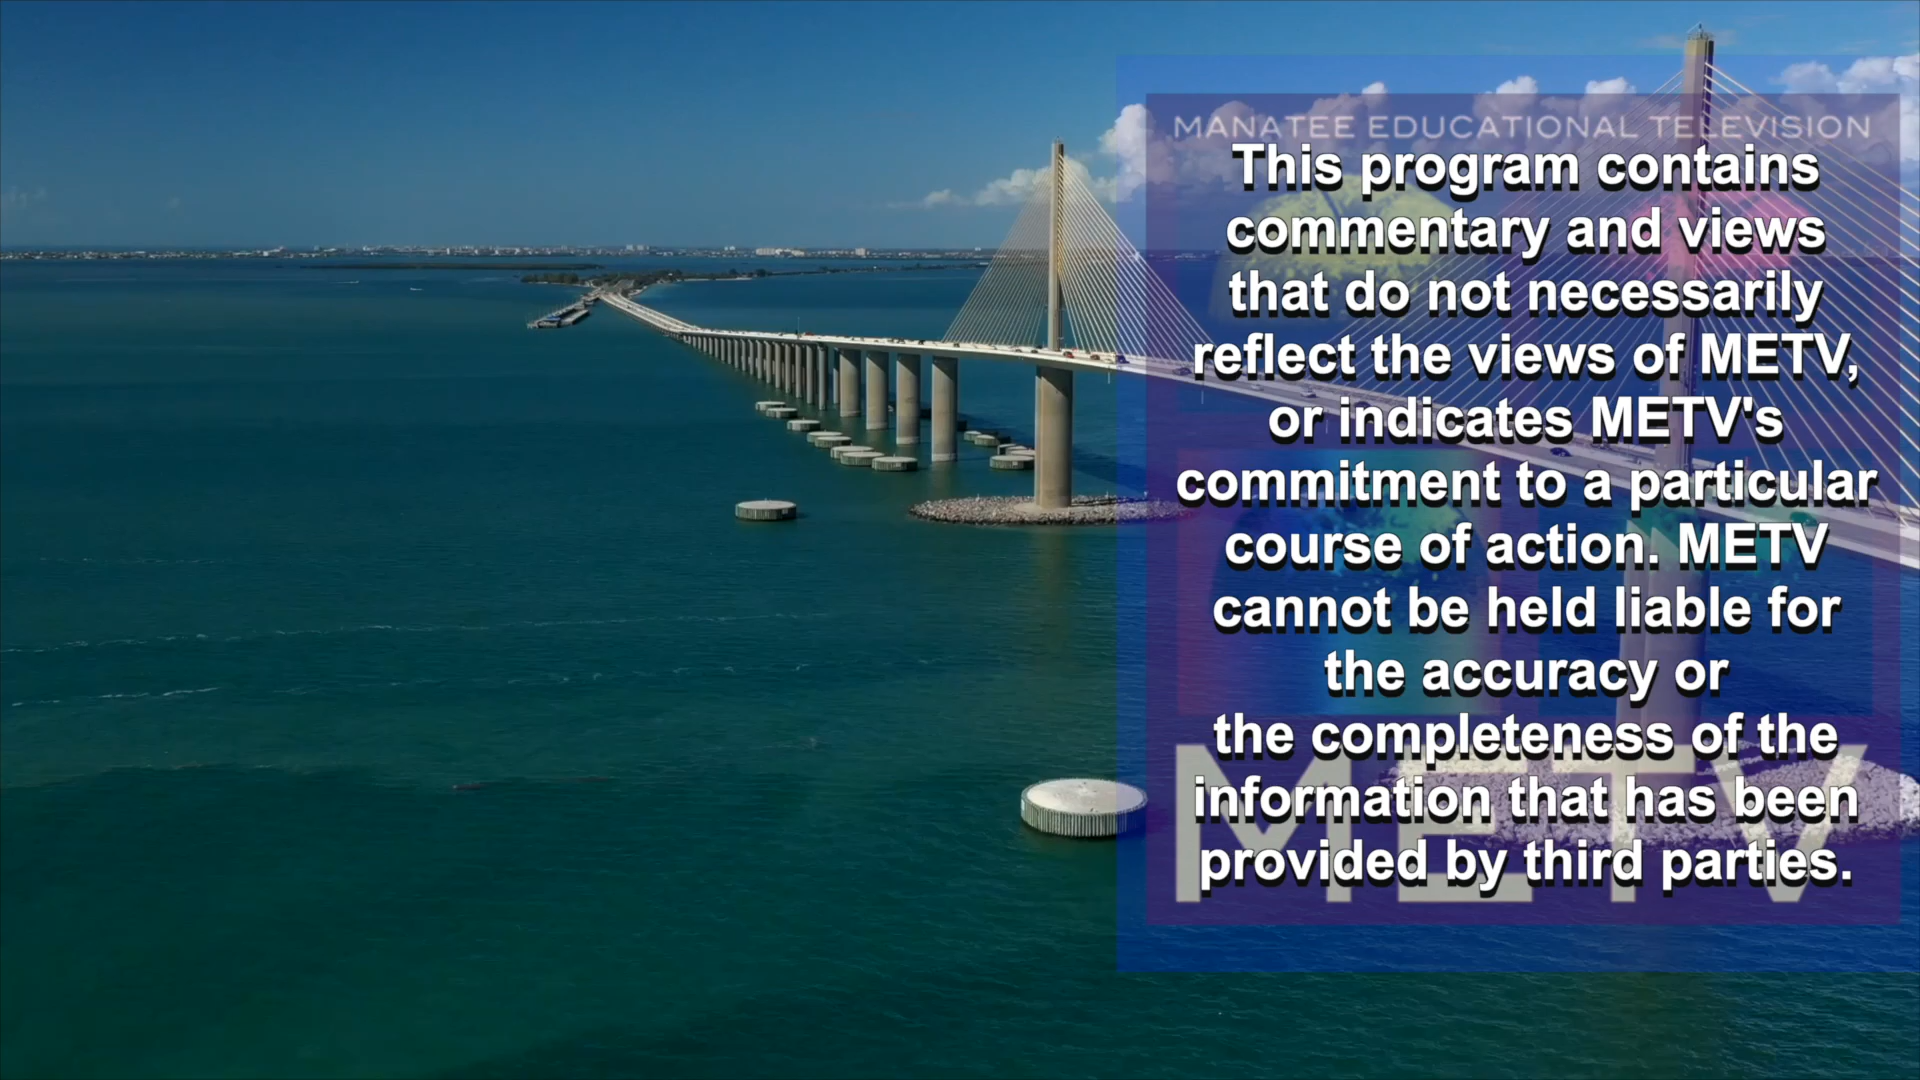 MANATEE EDUCATIONAL TELEVISION
This program contains
commentary and views
that do not necessarily
reflect the views of METV,
or indicates METV's
commitment to a particular
course of action. METV
cannot be held liable for
the accuracy or
the completeness of the
information that has been
provided by third parties.
METV